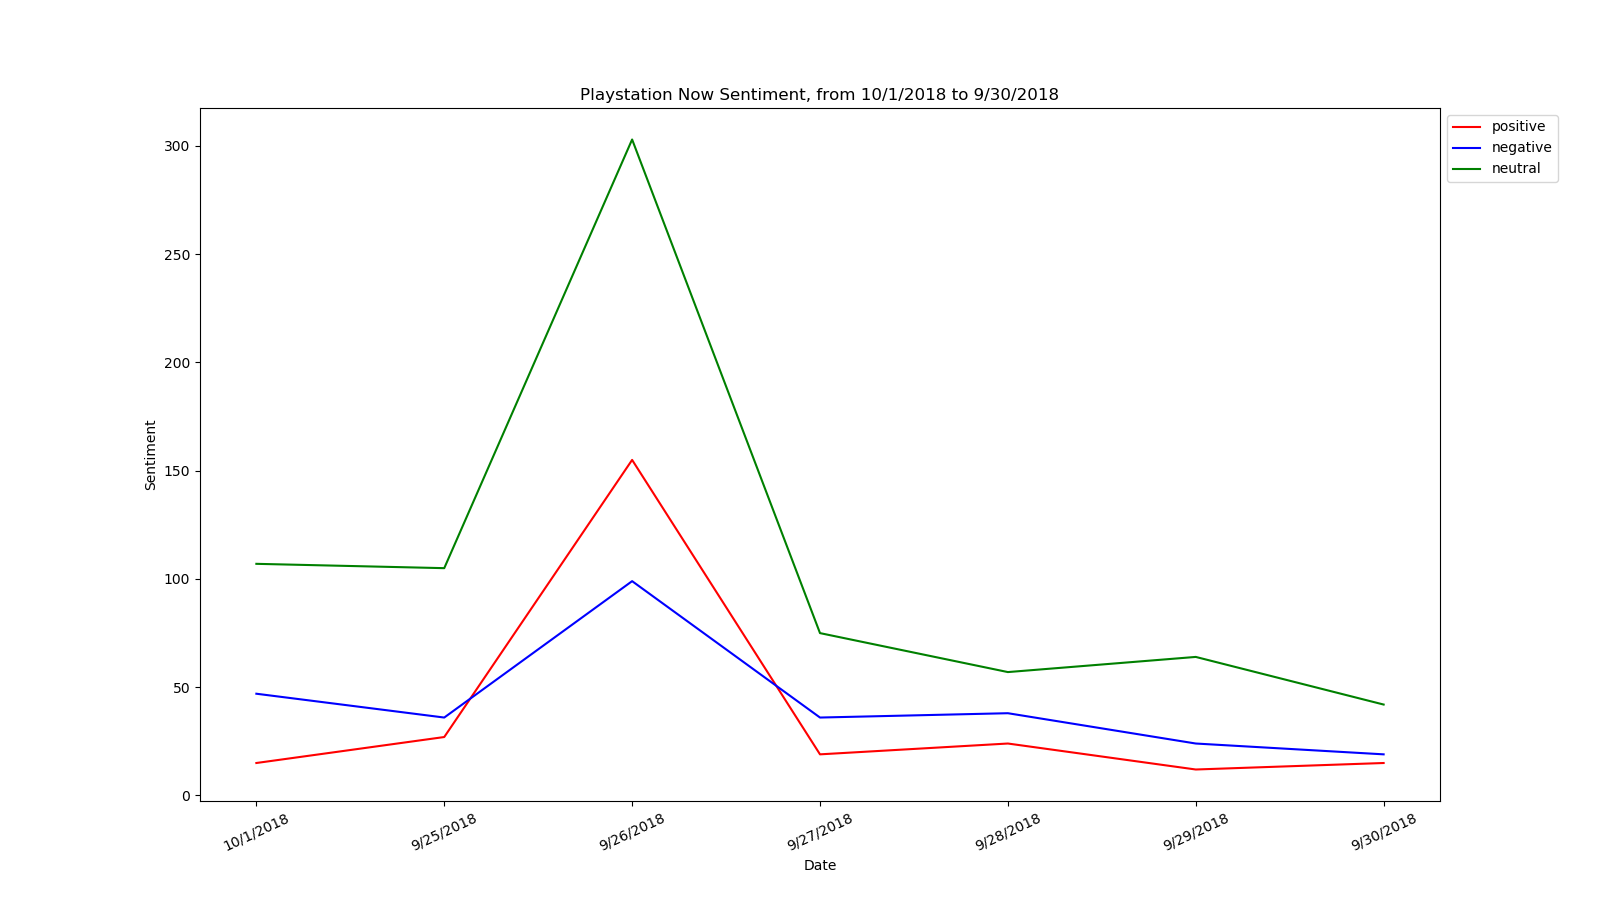 Playstation Now Sentiment, from 10/1/2018 to 9/30/2018
positive
negative
neutral
Sentiment
300
250
200
150
100
50
0
10/1/2018
9/25/2018
9/26/2018
9/27/2018
9/28/2018
9/29/2018
9/30/2018
Date